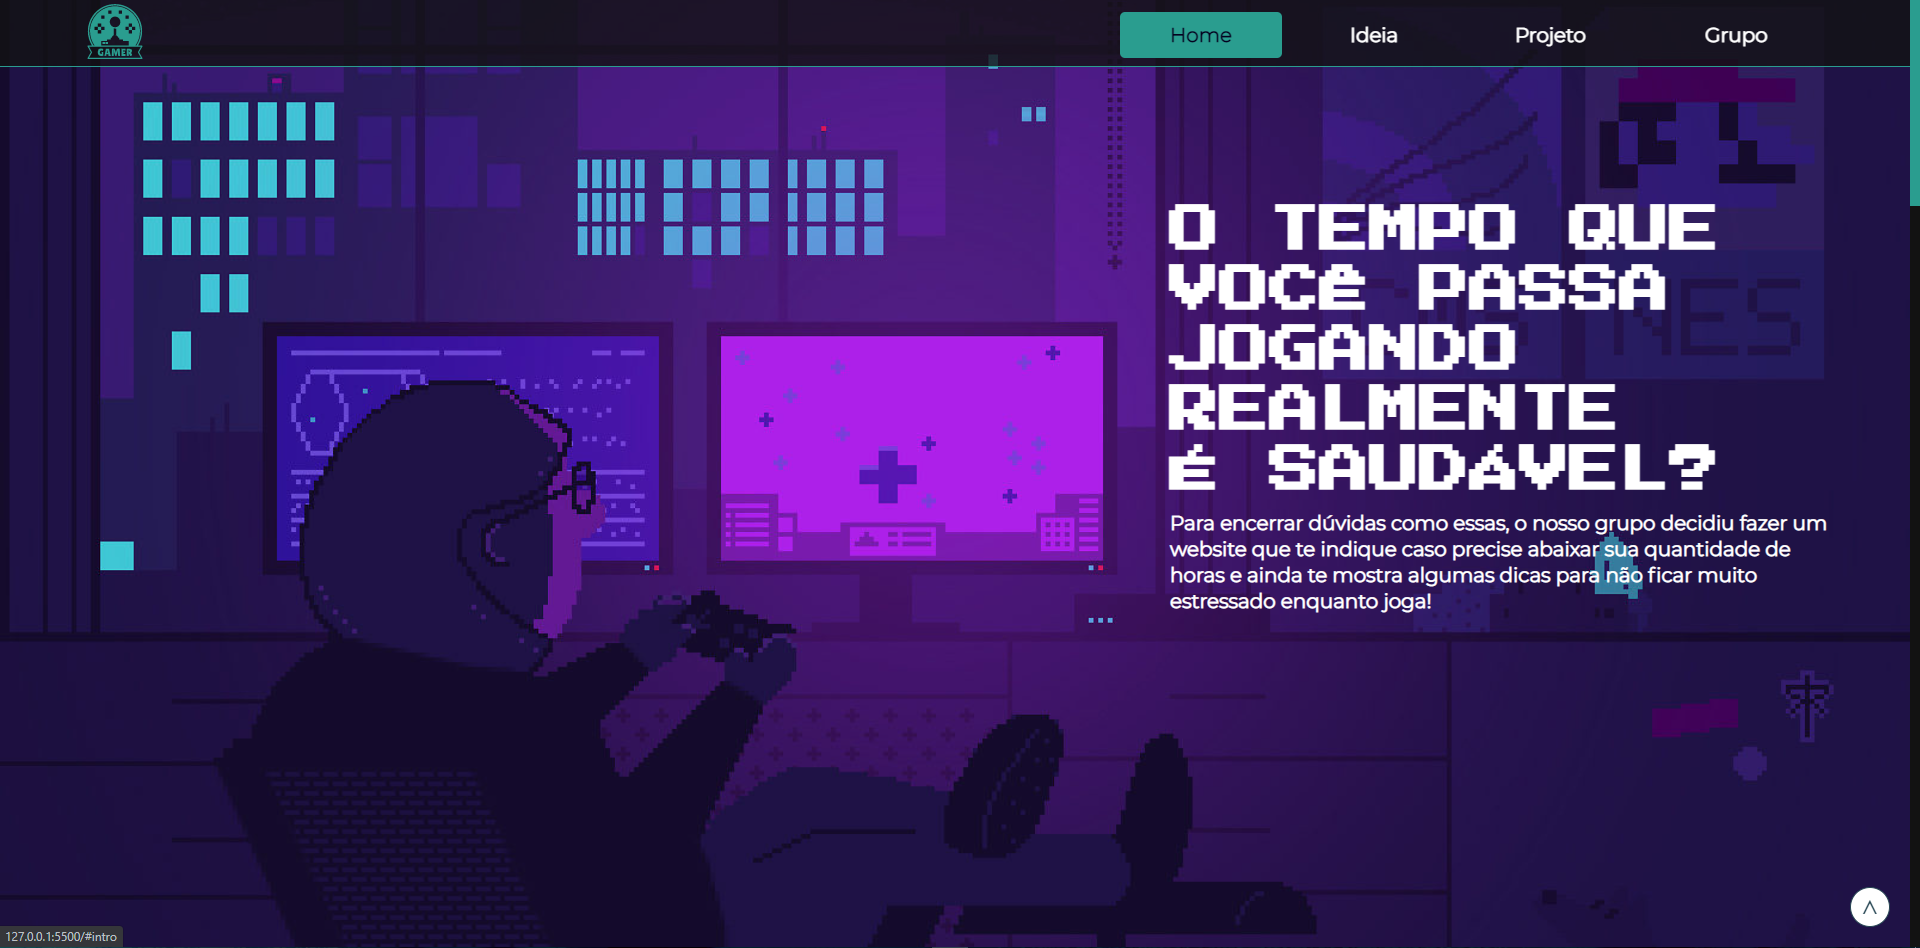 GAMER
Home Ideia Projeto Grupo
O TEMPO QUE
VOCÊ PASSA
JOGANDO
REALMENTE
É SAUDÁVEL?
NES
Para encerrar dúvidas como essas, o nosso grupo decidiu fazer um
website que te indique caso precise abaixar sua quantidade de
horas e ainda te mostra algumas dicas para não ficar muito
estressado enquanto joga!
127.0.0.1:5500/#intro